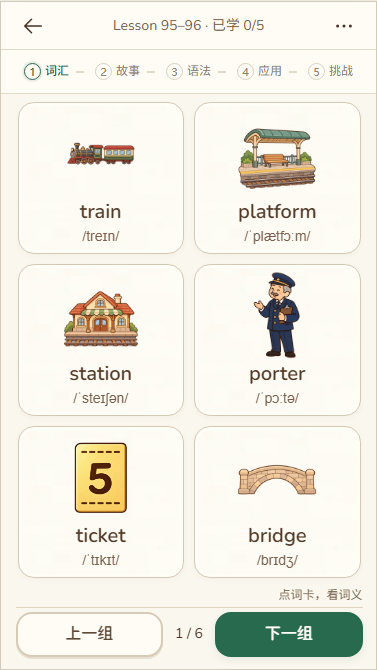 Lesson 95–96 · 已学 0/5
1 词汇 – 2 故事 – 3 语法 – 4 应用 – 5 挑战
train
/treɪn/
platform
/ˈplætfɔːm/
station
/ˈsteɪʃən/
porter
/ˈpɔːtə/
5
ticket
/ˈtɪkɪt/
bridge
/brɪdʒ/
点词卡，看词义
上一组
1 / 6
下一组